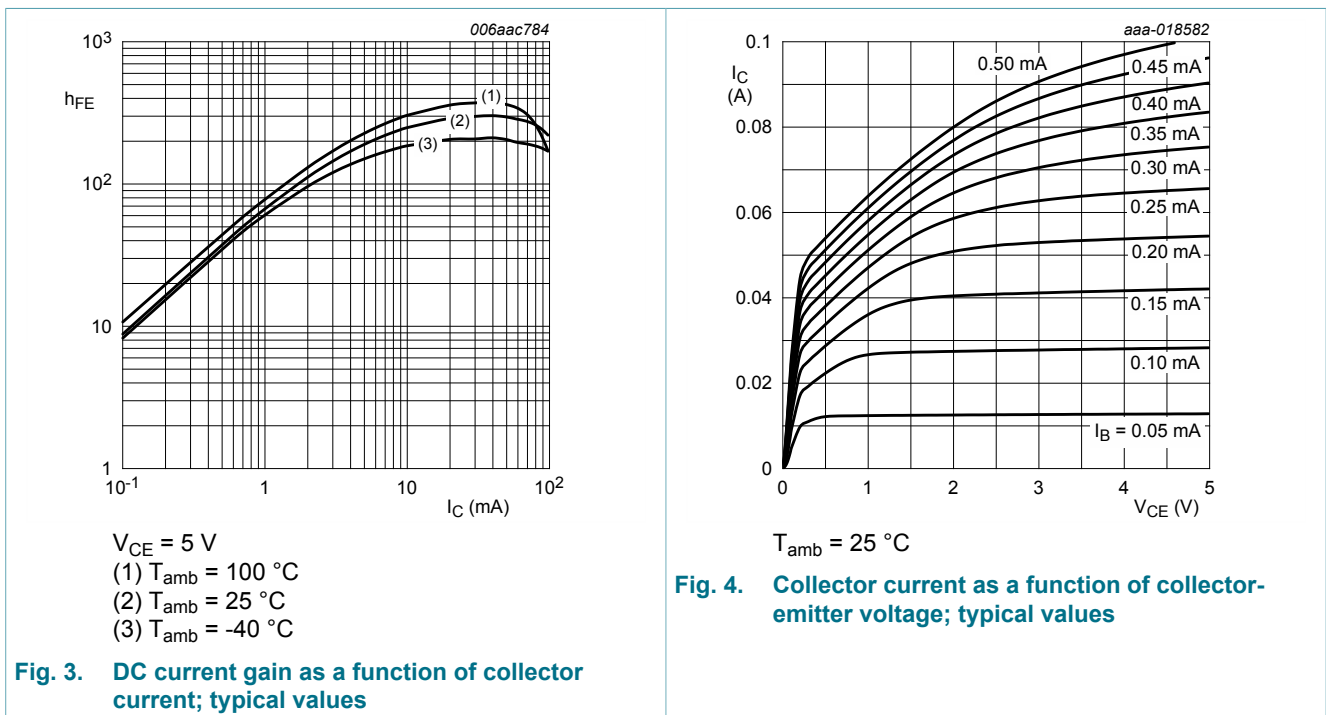 006aac784
10³
hFE
(1)
(2)
(3)
10²
10
1
10⁻¹
1
10
10²
IC (mA)
VCE = 5 V
(1) Tamb = 100 °C
(2) Tamb = 25 °C
(3) Tamb = -40 °C
Fig. 3. DC current gain as a function of collector
current; typical values
aaa-018582
0.1
IC
(A)
0.50 mA
0.45 mA
0.40 mA
0.08
0.35 mA
0.30 mA
0.06
0.25 mA
0.20 mA
0.04
0.15 mA
0.10 mA
0.02
IB = 0.05 mA
0
0
1
2
3
4
5
VCE (V)
Tamb = 25 °C
Fig. 4. Collector current as a function of collector-
emitter voltage; typical values